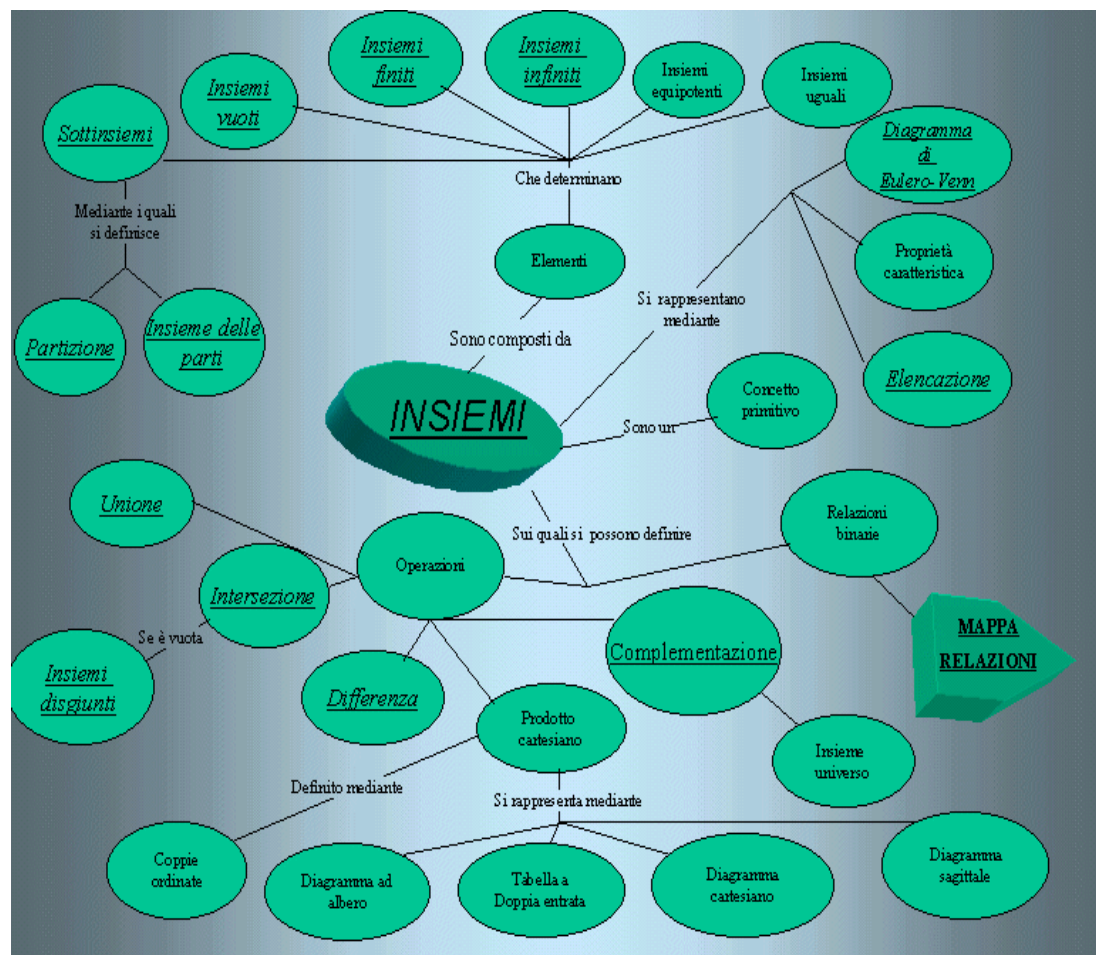 Insiemi
finiti
Insiemi
infiniti
Insiemi
equipotenti
Insiemi
uguali
Insiemi
vuoti
Sottinsiemi
Diagramma
di
Eulero-Venn
Che determinano
Mediante i quali
si definisce
Elementi
Proprietà
caratteristica
Si rappresentano
mediante
Partizione
Insieme delle
parti
Sono composti da
Elencazione
INSIEMI
Concetto
primitivo
Sono un
Unione
Sui quali si possono definire
Relazioni
binarie
Operazioni
Intersezione
Se è vuota
MAPPA
RELAZIONI
Complementazione
Insiemi
disgiunti
Differenza
Prodotto
cartesiano
Insieme
universo
Definito mediante
Si rappresenta mediante
Coppie
ordinate
Diagramma ad
albero
Tabella a
Doppia entrata
Diagramma
cartesiano
Diagramma
sagittale